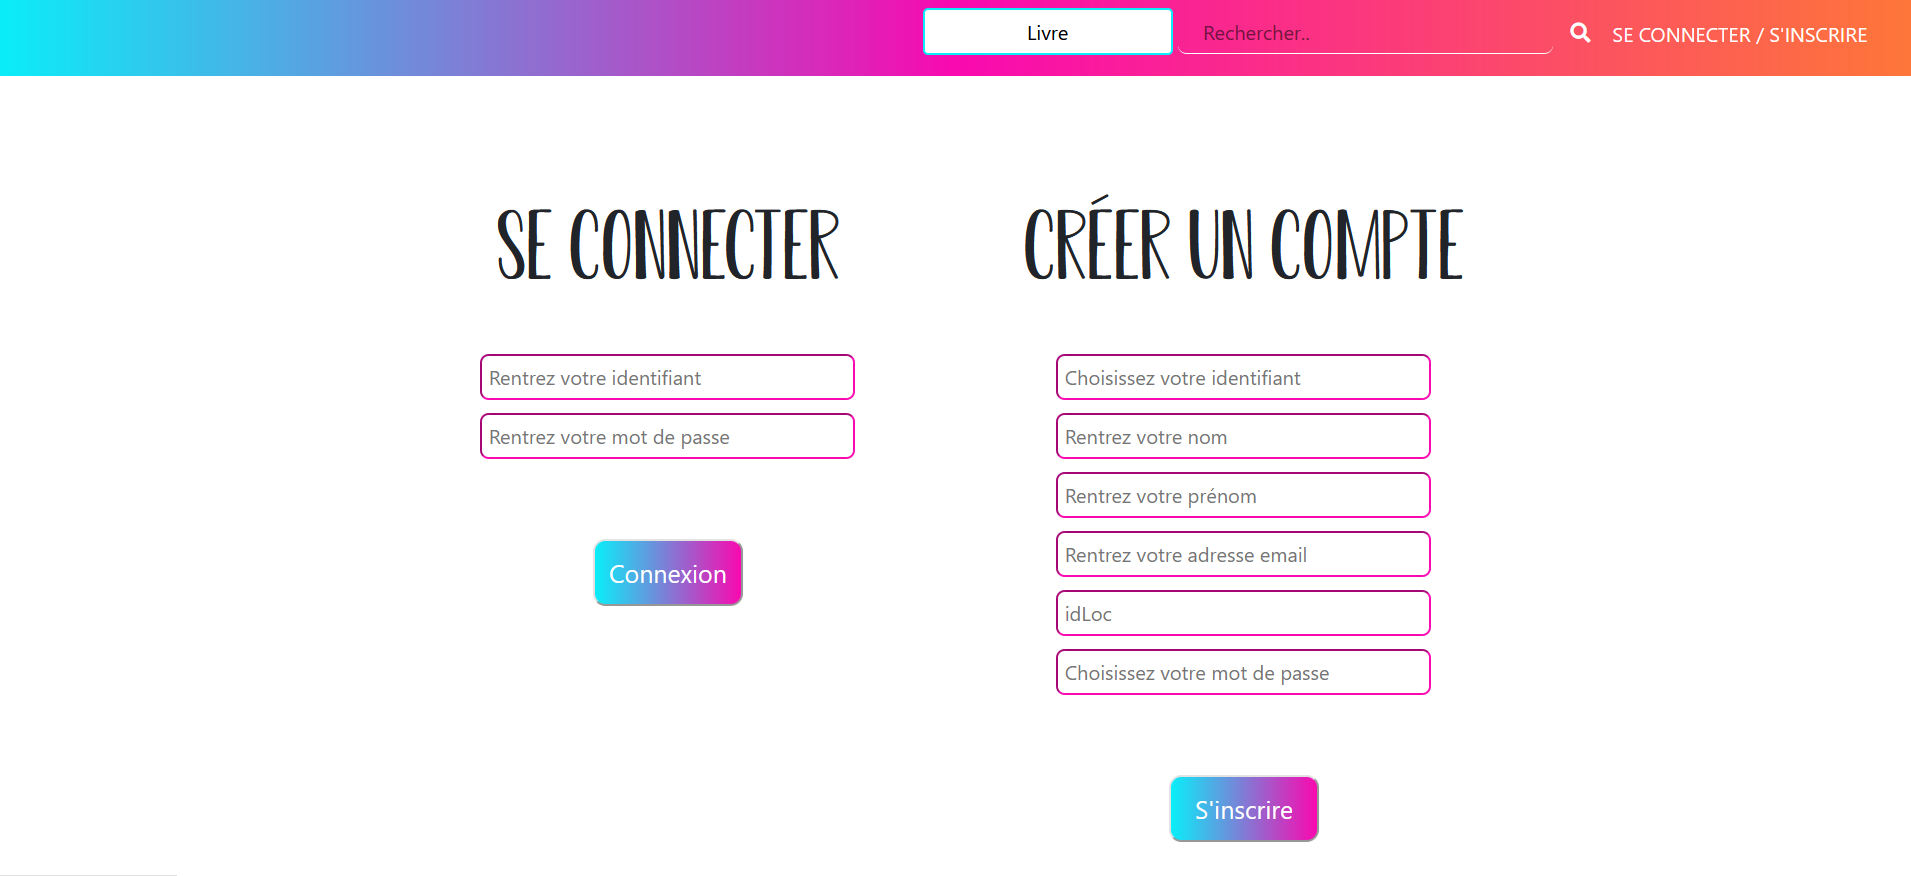 Livre
Rechercher..
SE CONNECTER / S'INSCRIRE
SE CONNECTER
Rentrez votre identifiant
Rentrez votre mot de passe
Connexion
CRÉER UN COMPTE
Choisissez votre identifiant
Rentrez votre nom
Rentrez votre prénom
Rentrez votre adresse email
idLoc
Choisissez votre mot de passe
S'inscrire